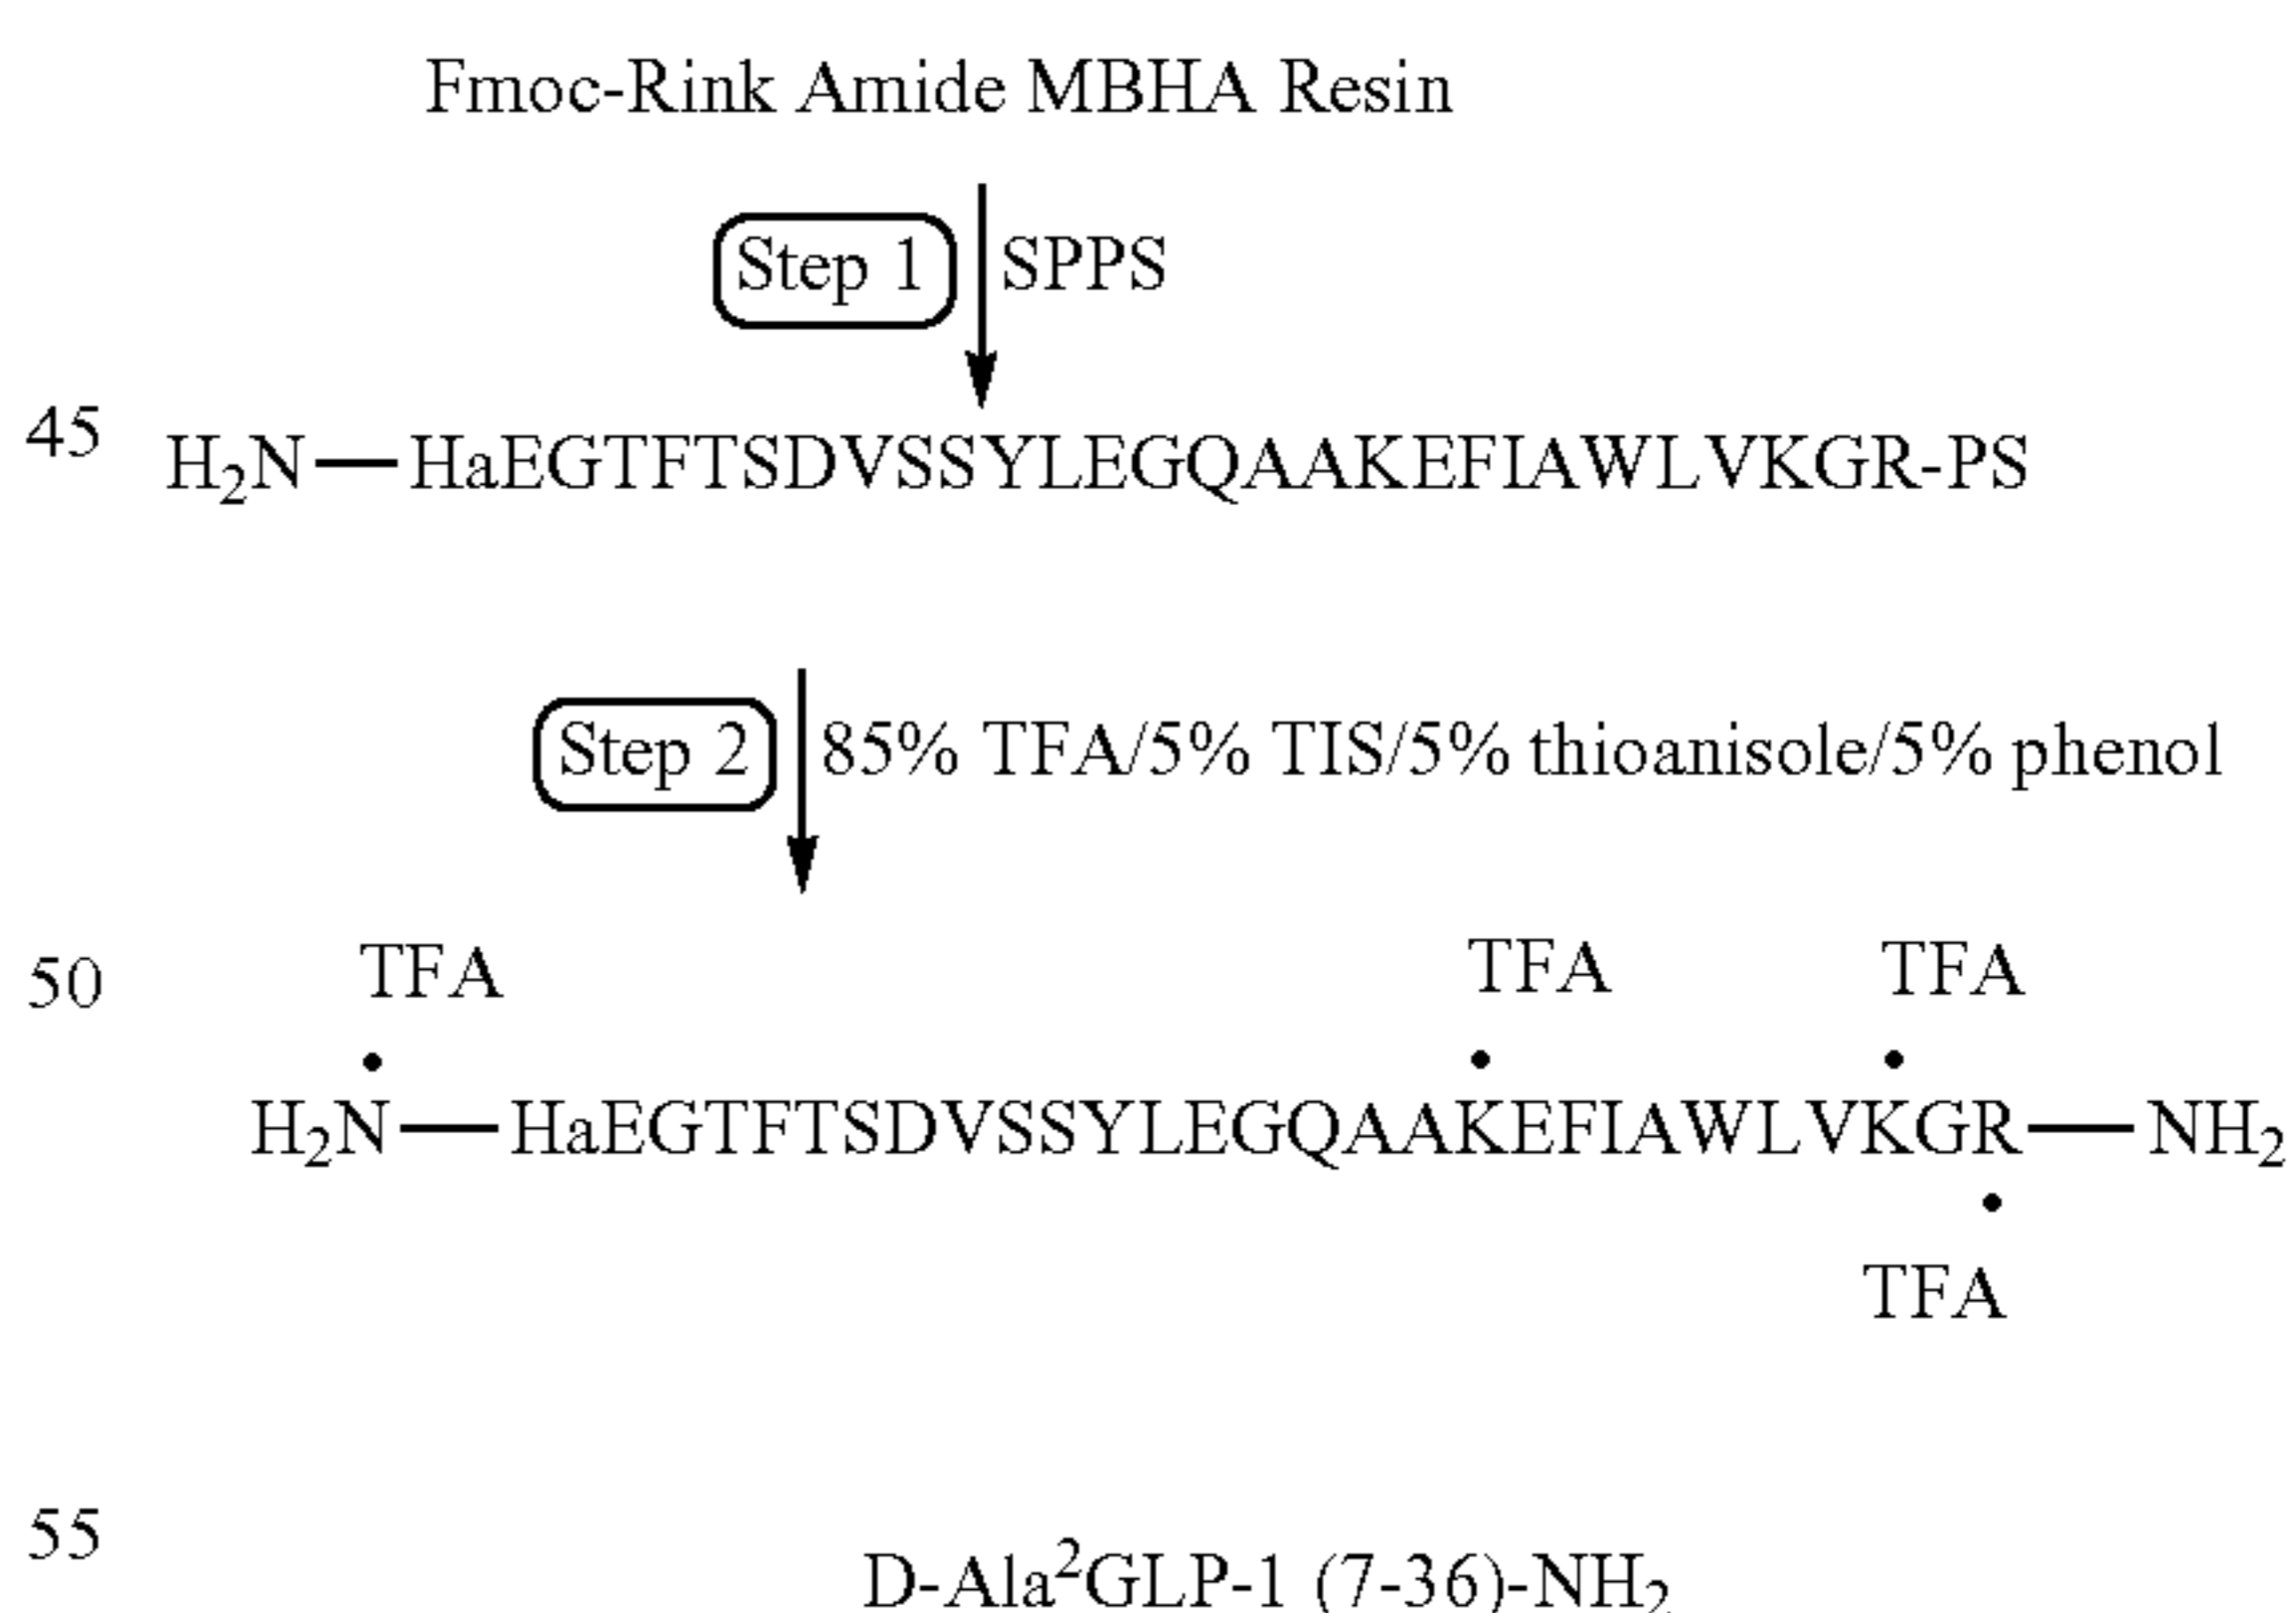 Fmoc-Rink Amide MBHA Resin
Step 1 SPPS
45 H₂N—HaEGTFTSDVSSYLEGQAAKEFIAWLVKGR-PS
Step 2 85% TFA/5% TIS/5% thioanisole/5% phenol
50 TFA TFA TFA
H₂N—HaEGTFTSDVSSYLEGQAAKEFIAWLVKGR—NH₂
TFA
55 D-Ala²GLP-1 (7-36)-NH₂